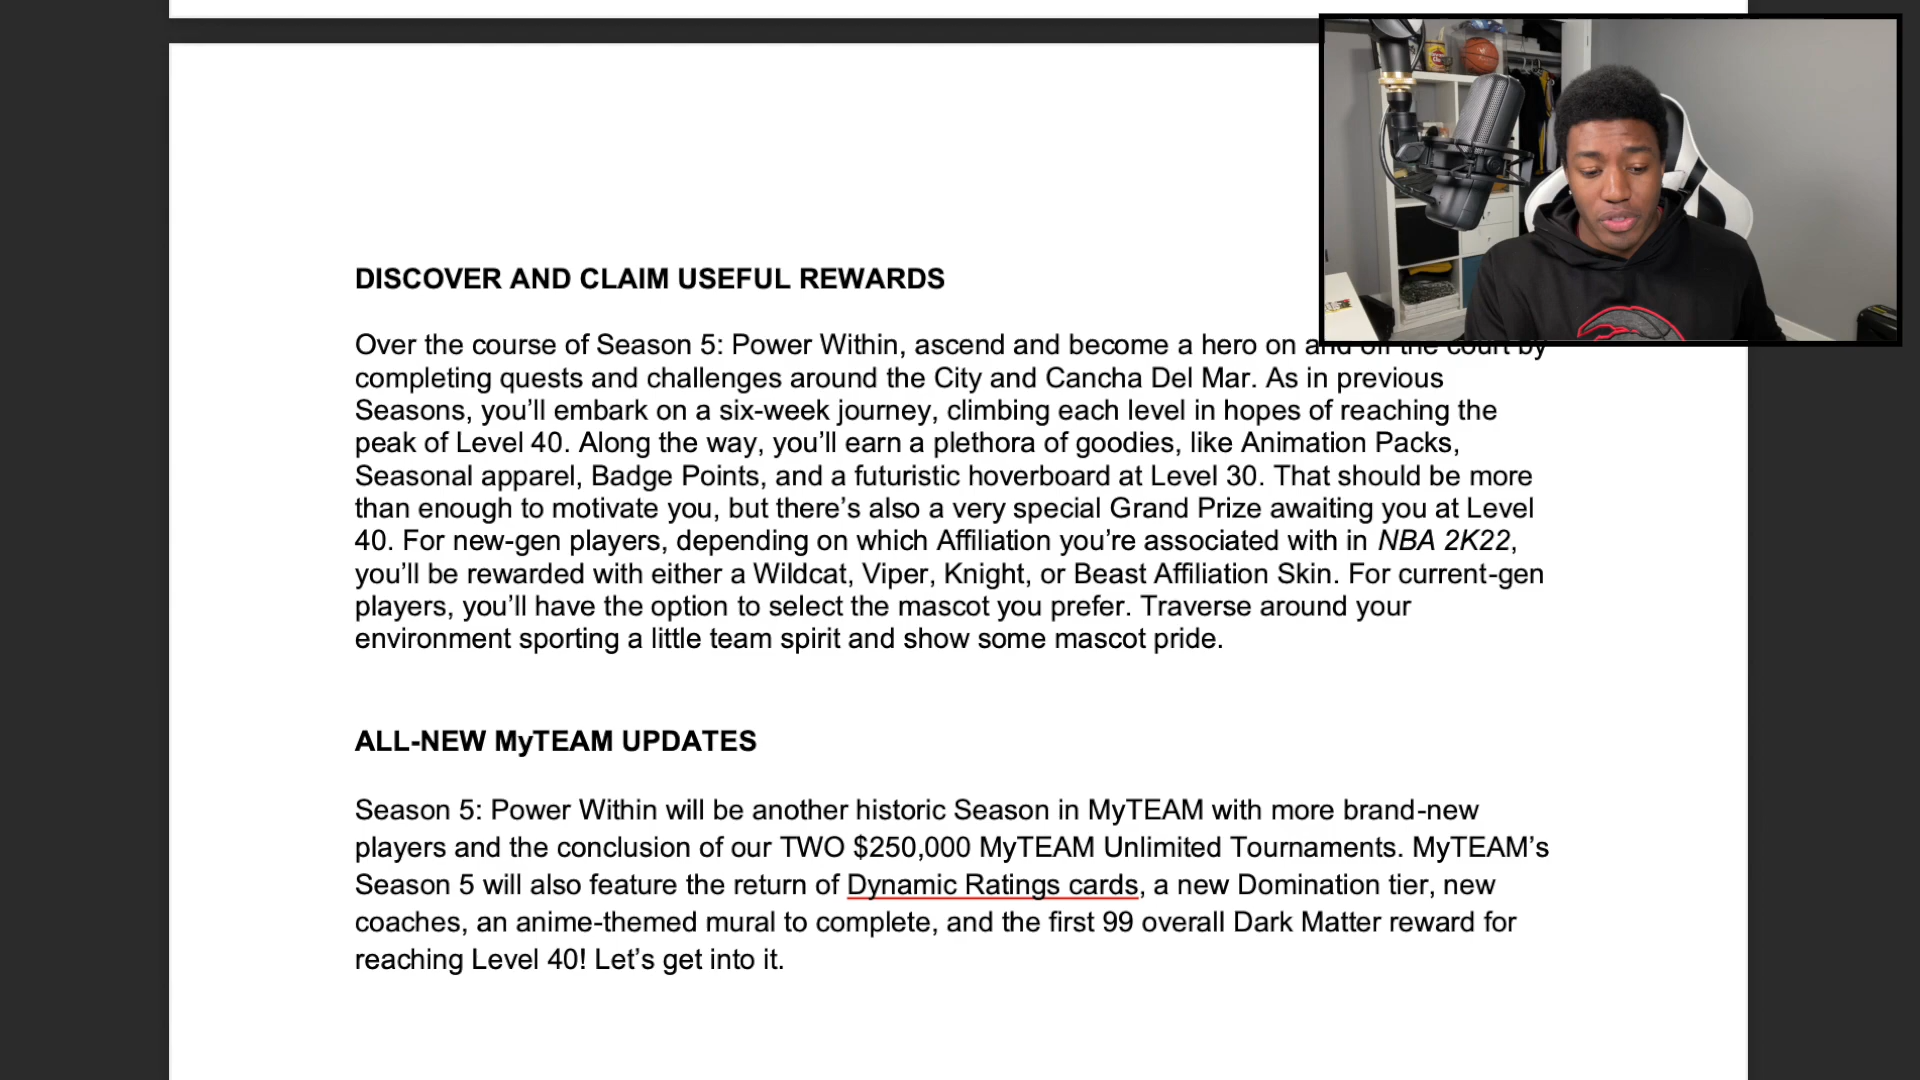 DISCOVER AND CLAIM USEFUL REWARDS
Over the course of Season 5: Power Within, ascend and become a hero on and off the court by
completing quests and challenges around the City and Cancha Del Mar. As in previous
Seasons, you’ll embark on a six-week journey, climbing each level in hopes of reaching the
peak of Level 40. Along the way, you’ll earn a plethora of goodies, like Animation Packs,
Seasonal apparel, Badge Points, and a futuristic hoverboard at Level 30. That should be more
than enough to motivate you, but there’s also a very special Grand Prize awaiting you at Level
40. For new-gen players, depending on which Affiliation you’re associated with in NBA 2K22,
you’ll be rewarded with either a Wildcat, Viper, Knight, or Beast Affiliation Skin. For current-gen
players, you’ll have the option to select the mascot you prefer. Traverse around your
environment sporting a little team spirit and show some mascot pride.
ALL-NEW MyTEAM UPDATES
Season 5: Power Within will be another historic Season in MyTEAM with more brand-new
players and the conclusion of our TWO $250,000 MyTEAM Unlimited Tournaments. MyTEAM’s
Season 5 will also feature the return of Dynamic Ratings cards, a new Domination tier, new
coaches, an anime-themed mural to complete, and the first 99 overall Dark Matter reward for
reaching Level 40! Let’s get into it.